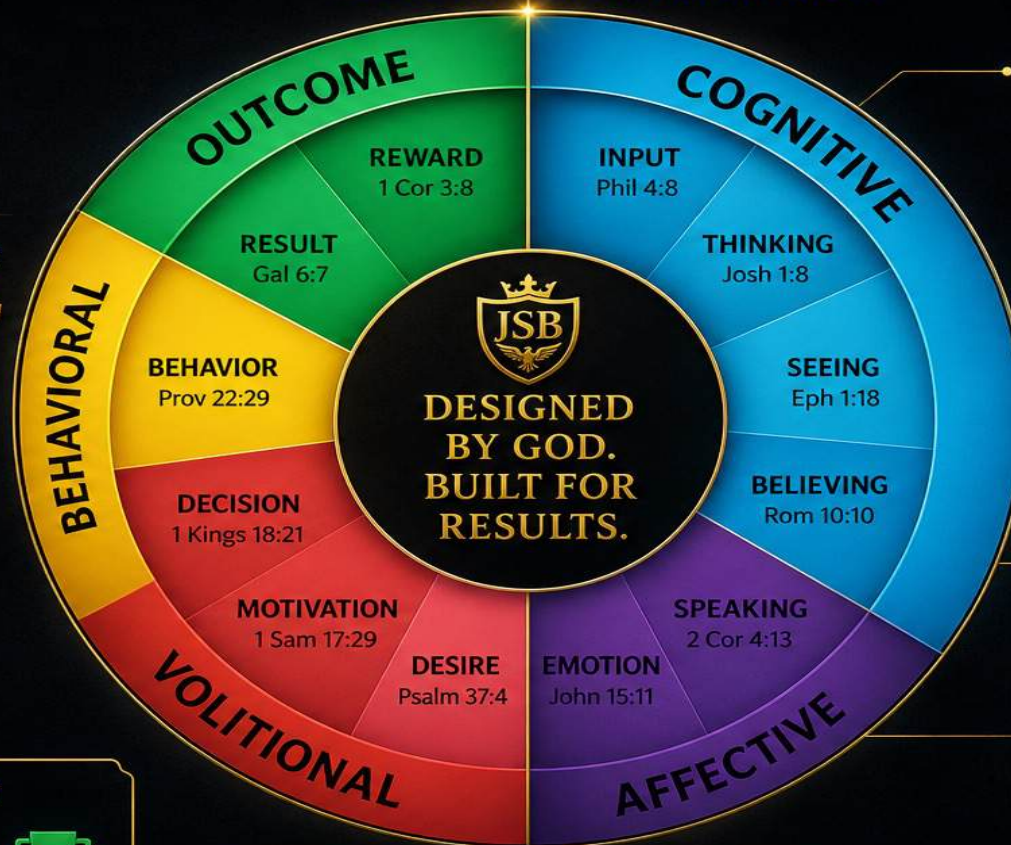 OUTCOME
COGNITIVE
REWARD
1 Cor 3:8
INPUT
Phil 4:8
RESULT
Gal 6:7
THINKING
Josh 1:8
BEHAVIORAL
BEHAVIOR
Prov 22:29
SEEING
Eph 1:18
JSB
DESIGNED
BY GOD.
BUILT FOR
RESULTS.
DECISION
1 Kings 18:21
BELIEVING
Rom 10:10
MOTIVATION
1 Sam 17:29
SPEAKING
2 Cor 4:13
DESIRE
Psalm 37:4
EMOTION
John 15:11
VOLITIONAL
AFFECTIVE